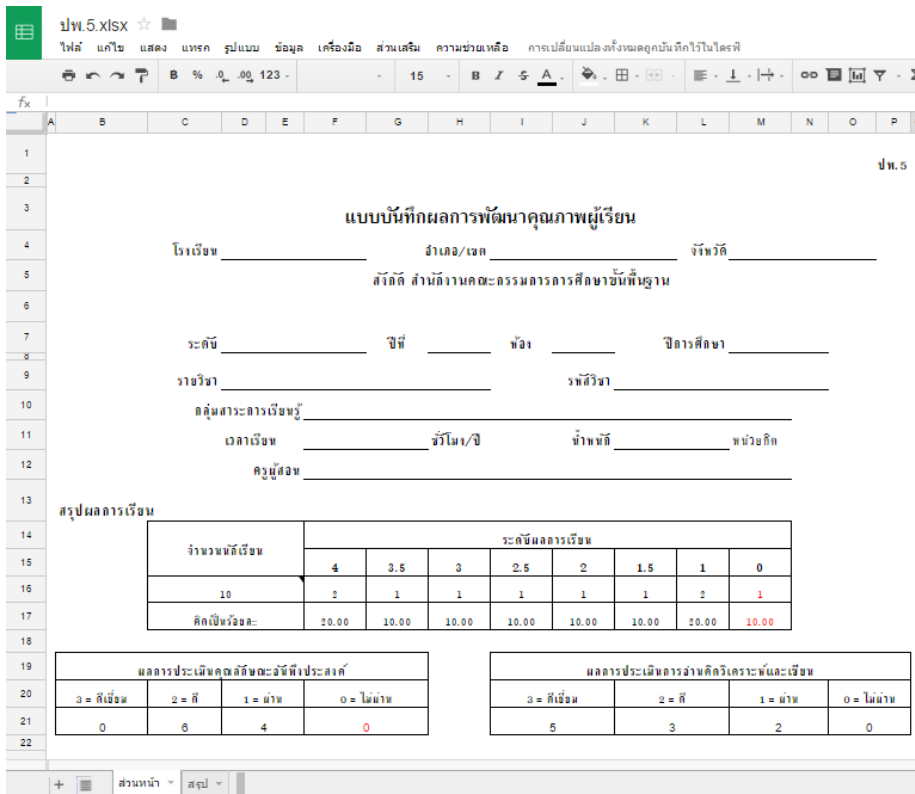 ปพ.5.xlsx
ไฟล์ แก้ไข แสดง แทรก รูปแบบ ข้อมูล เครื่องมือ ส่วนเสริม ความช่วยเหลือ การเปลี่ยนแปลงทั้งหมดถูกบันทึกไว้ในไดรฟ์
B % .0 .00 123 15 B I S A
fx
A B C D E F G H I J K L M N O P
1 ปพ.5
2
3 แบบบันทึกผลการพัฒนาคุณภาพผู้เรียน
4 โรงเรียน อำเภอ/เขต จังหวัด
5 สังกัด สำนักงานคณะกรรมการการศึกษาขั้นพื้นฐาน
6
7 ระดับ ปีที่ ห้อง ปีการศึกษา
8
9 รายวิชา รหัสวิชา
10 กลุ่มสาระการเรียนรู้
11 เวลาเรียน ชั่วโมง/ปี น้ำหนัก หน่วยกิต
12 ครูผู้สอน
13 สรุปผลการเรียน
14 จำนวนนักเรียน ระดับผลการเรียน
15 4 3.5 3 2.5 2 1.5 1 0
16 10 2 1 1 1 1 1 2 1
17 คิดเป็นร้อยละ 20.00 10.00 10.00 10.00 10.00 10.00 20.00 10.00
18
19 ผลการประเมินคุณลักษณะอันพึงประสงค์ ผลการประเมินการอ่านคิดวิเคราะห์และเขียน
20 3 = ดีเยี่ยม 2 = ดี 1 = ผ่าน 0 = ไม่ผ่าน 3 = ดีเยี่ยม 2 = ดี 1 = ผ่าน 0 = ไม่ผ่าน
21 0 6 4 0 5 3 2 0
22
ส่วนหน้า สรุป